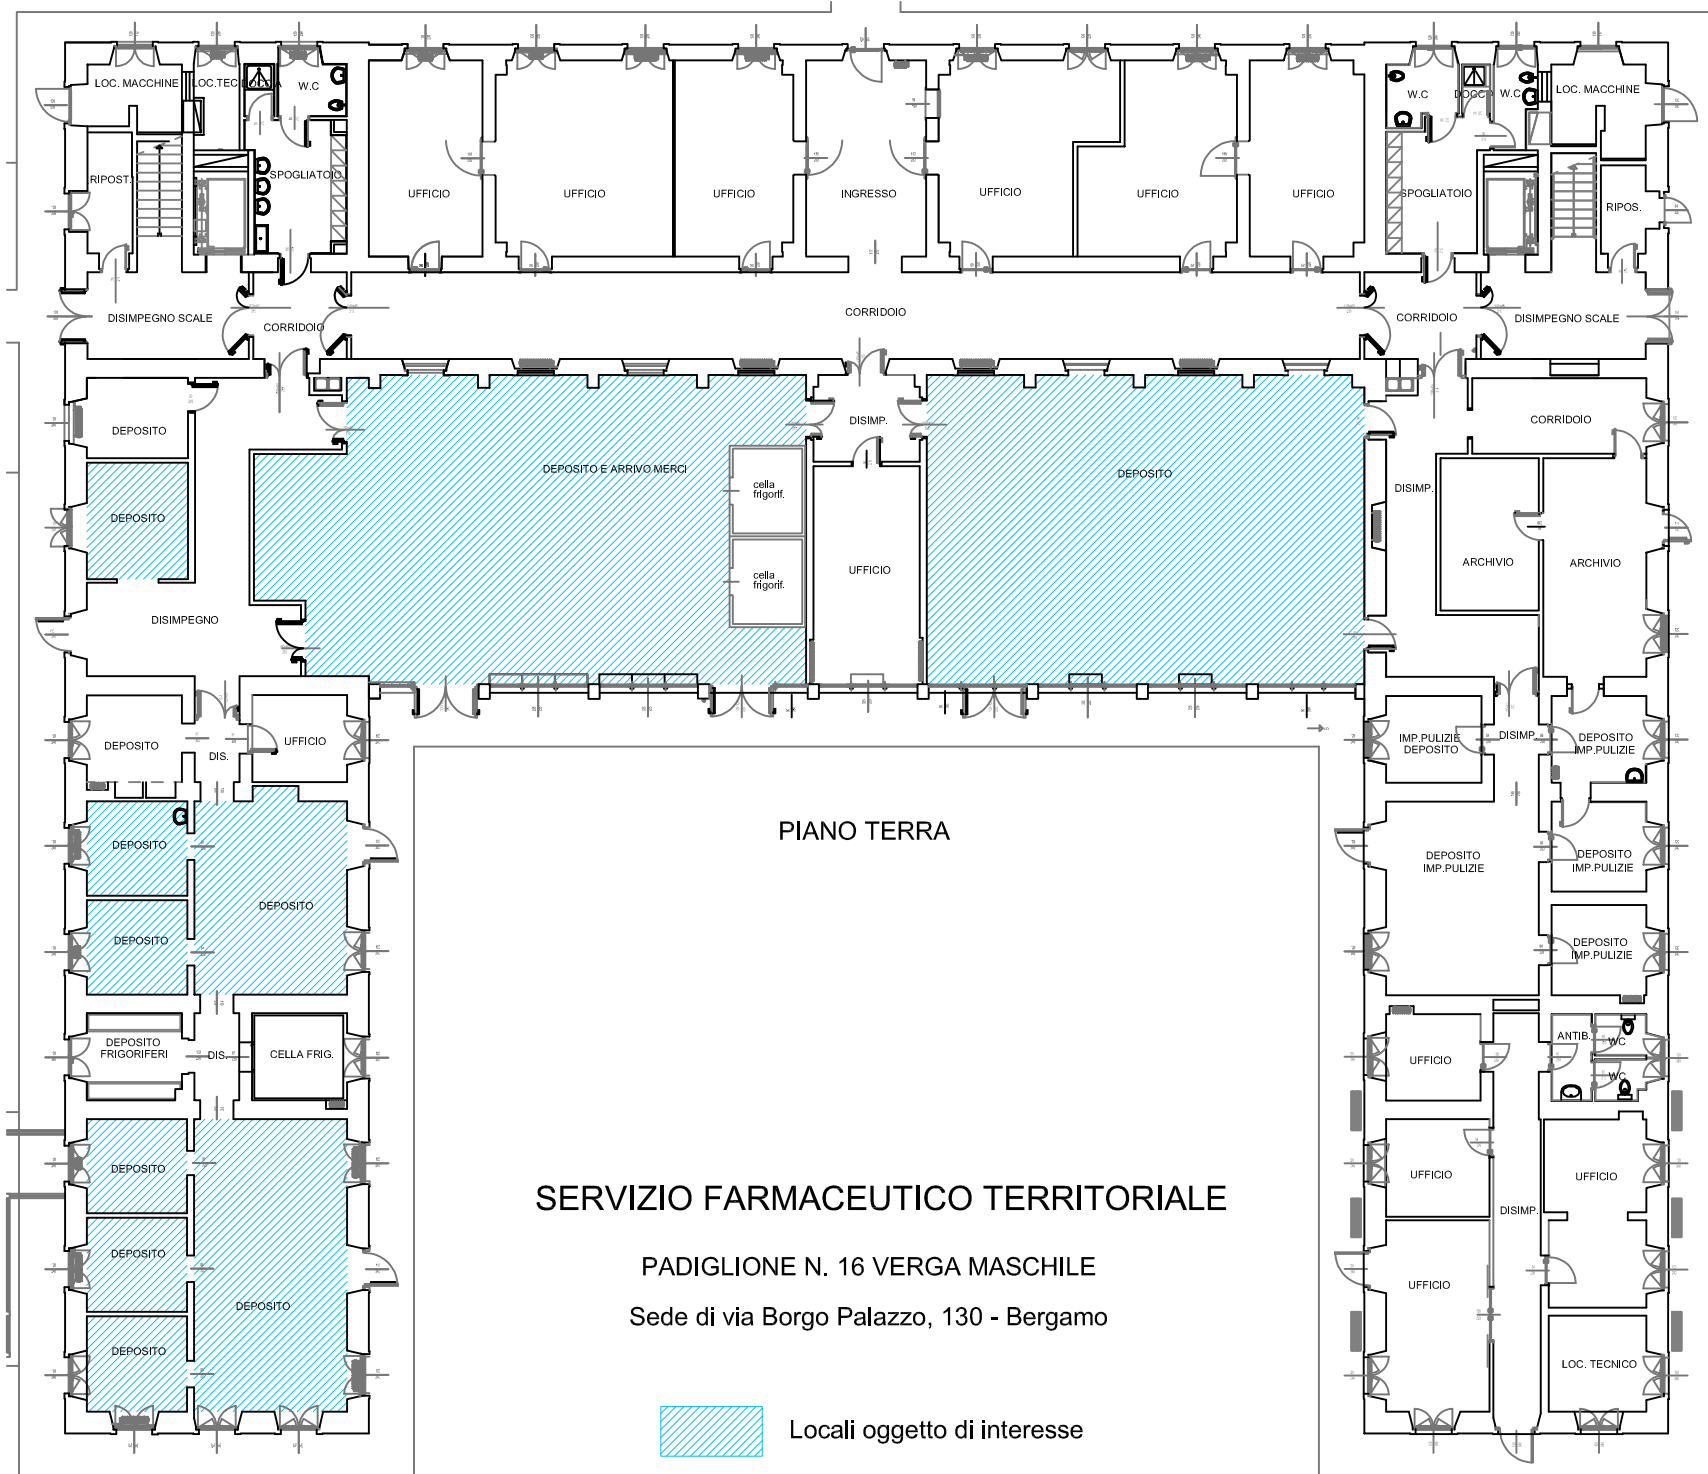 LOC. MACCHINE
LOC.TEC.
DOCCIA
W.C
W.C
DOCCIA
W.C
LOC. MACCHINE
RIPOST.
SPOGLIATOIO
UFFICIO
UFFICIO
UFFICIO
INGRESSO
UFFICIO
UFFICIO
UFFICIO
SPOGLIATOIO
RIPOS.
DISIMPEGNO SCALE
CORRIDOIO
CORRIDOIO
CORRIDOIO
DISIMPEGNO SCALE
DEPOSITO
DISIMP.
CORRIDOIO
DEPOSITO E ARRIVO MERCI
DEPOSITO
cella
frigorif.
DISIMP.
DEPOSITO
UFFICIO
ARCHIVIO
ARCHIVIO
cella
frigorif.
DISIMPEGNO
DEPOSITO
DIS.
UFFICIO
IMP.PULIZIE
DEPOSITO
DISIMP.
DEPOSITO
IMP.PULIZIE
PIANO TERRA
DEPOSITO
DEPOSITO
IMP.PULIZIE
DEPOSITO
IMP.PULIZIE
DEPOSITO
DEPOSITO
DEPOSITO
IMP.PULIZIE
DEPOSITO
FRIGORIFERI
DIS.
CELLA FRIG.
UFFICIO
ANTIB.
WC
WC
DEPOSITO
UFFICIO
UFFICIO
SERVIZIO FARMACEUTICO TERRITORIALE
DISIMP.
DEPOSITO
PADIGLIONE N. 16 VERGA MASCHILE
UFFICIO
DEPOSITO
Sede di via Borgo Palazzo, 130 - Bergamo
DEPOSITO
LOC. TECNICO
Locali oggetto di interesse